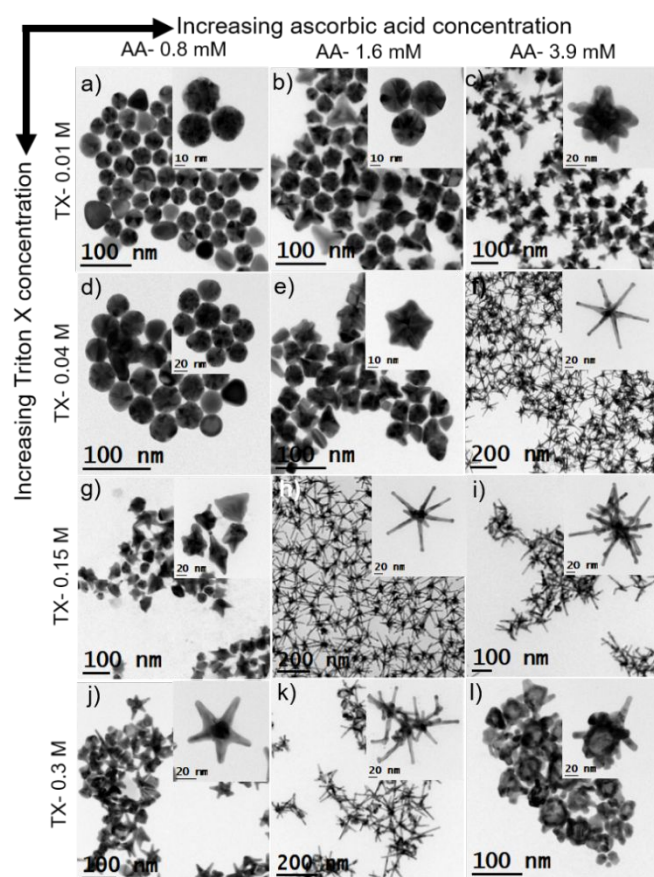 Increasing ascorbic acid concentration
AA- 0.8 mM AA- 1.6 mM AA- 3.9 mM
Increasing Triton X concentration
TX- 0.01 M
a)
10 nm
100 nm
b)
10 nm
100 nm
c)
20 nm
100 nm
TX- 0.04 M
d)
20 nm
100 nm
e)
10 nm
100 nm
f)
20 nm
200 nm
TX- 0.15 M
g)
20 nm
100 nm
h)
20 nm
200 nm
i)
20 nm
100 nm
TX- 0.3 M
j)
20 nm
100 nm
k)
20 nm
200 nm
l)
20 nm
100 nm